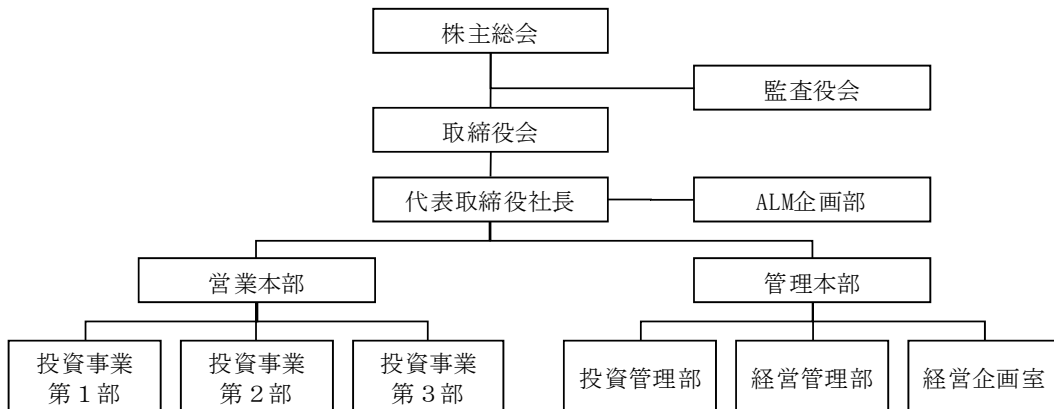 株主総会
監査役会
取締役会
代表取締役社長
ALM企画部
営業本部
管理本部
投資事業
第１部
投資事業
第２部
投資事業
第３部
投資管理部
経営管理部
経営企画室